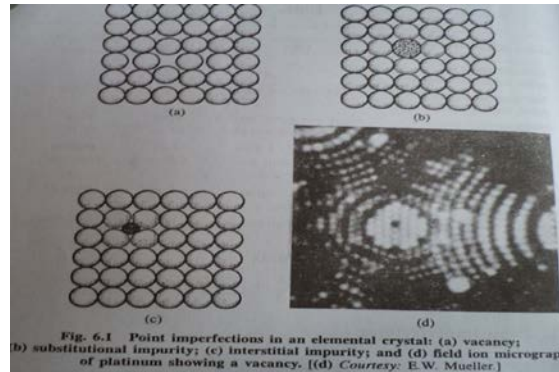 (a)
(b)
(c)
(d)
Fig. 6.1 Point imperfections in an elemental crystal: (a) vacancy;
(b) substitutional impurity; (c) interstitial impurity; and (d) field ion micrograp
of platinum showing a vacancy. [(d) Courtesy: E.W. Mueller.]